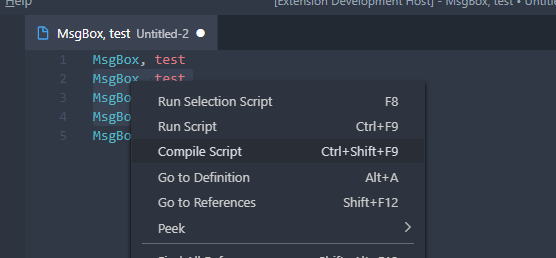 Help [Extension Development Host] - MsgBox, test • Untitled-2
MsgBox, test Untitled-2
1 MsgBox, test
2 MsgBox, test
3 MsgBo
4 MsgBo
5 MsgBo
Run Selection Script F8
Run Script Ctrl+F9
Compile Script Ctrl+Shift+F9
Go to Definition Alt+A
Go to References Shift+F12
Peek